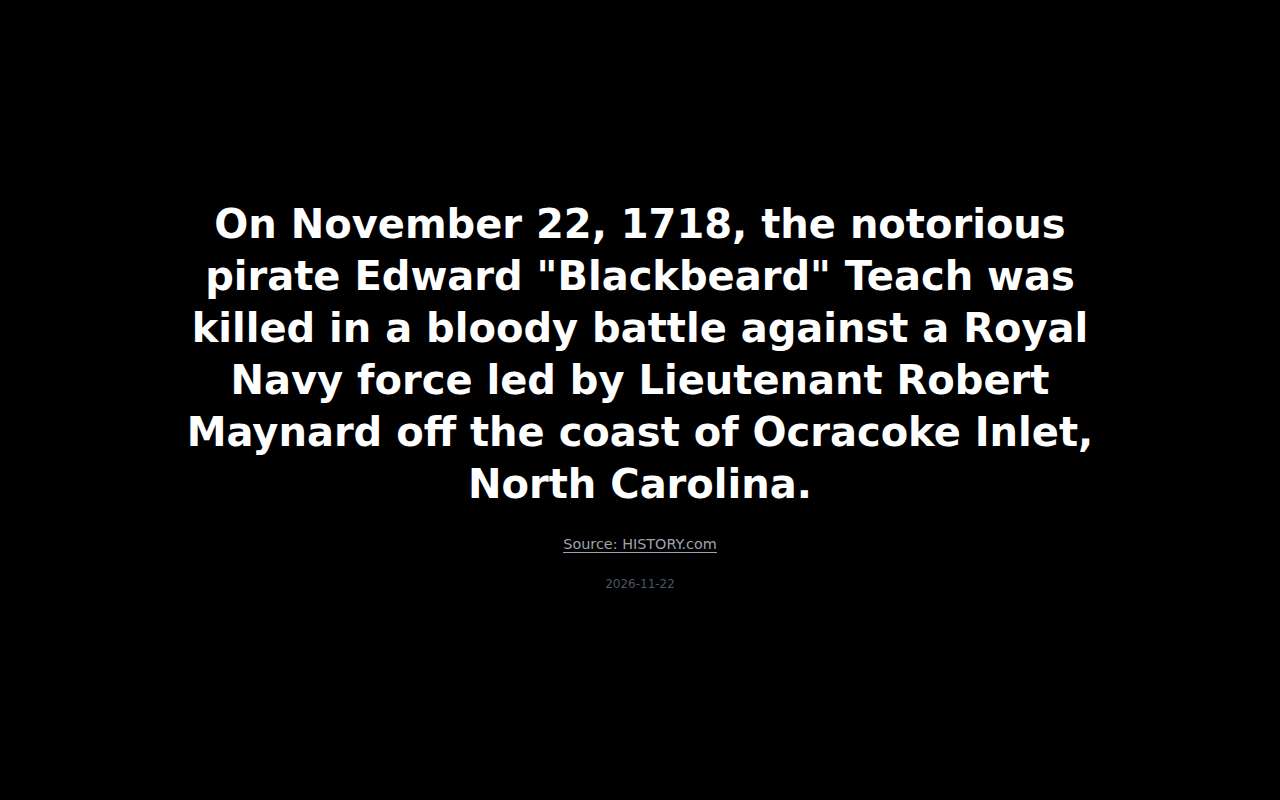 On November 22, 1718, the notorious
pirate Edward "Blackbeard" Teach was
killed in a bloody battle against a Royal
Navy force led by Lieutenant Robert
Maynard off the coast of Ocracoke Inlet,
North Carolina.
Source: HISTORY.com
2026-11-22